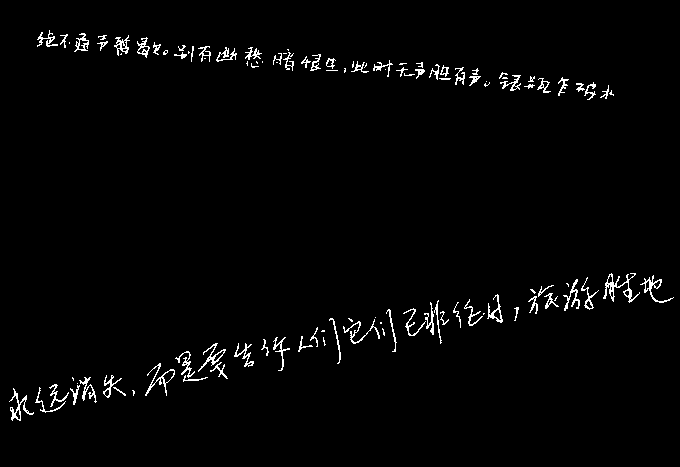 绝不通声暂歇。别有幽愁暗恨生,此时无声胜有声。银瓶乍破水
永远消失,而是要告诉人们它们已非往日,旅游胜地